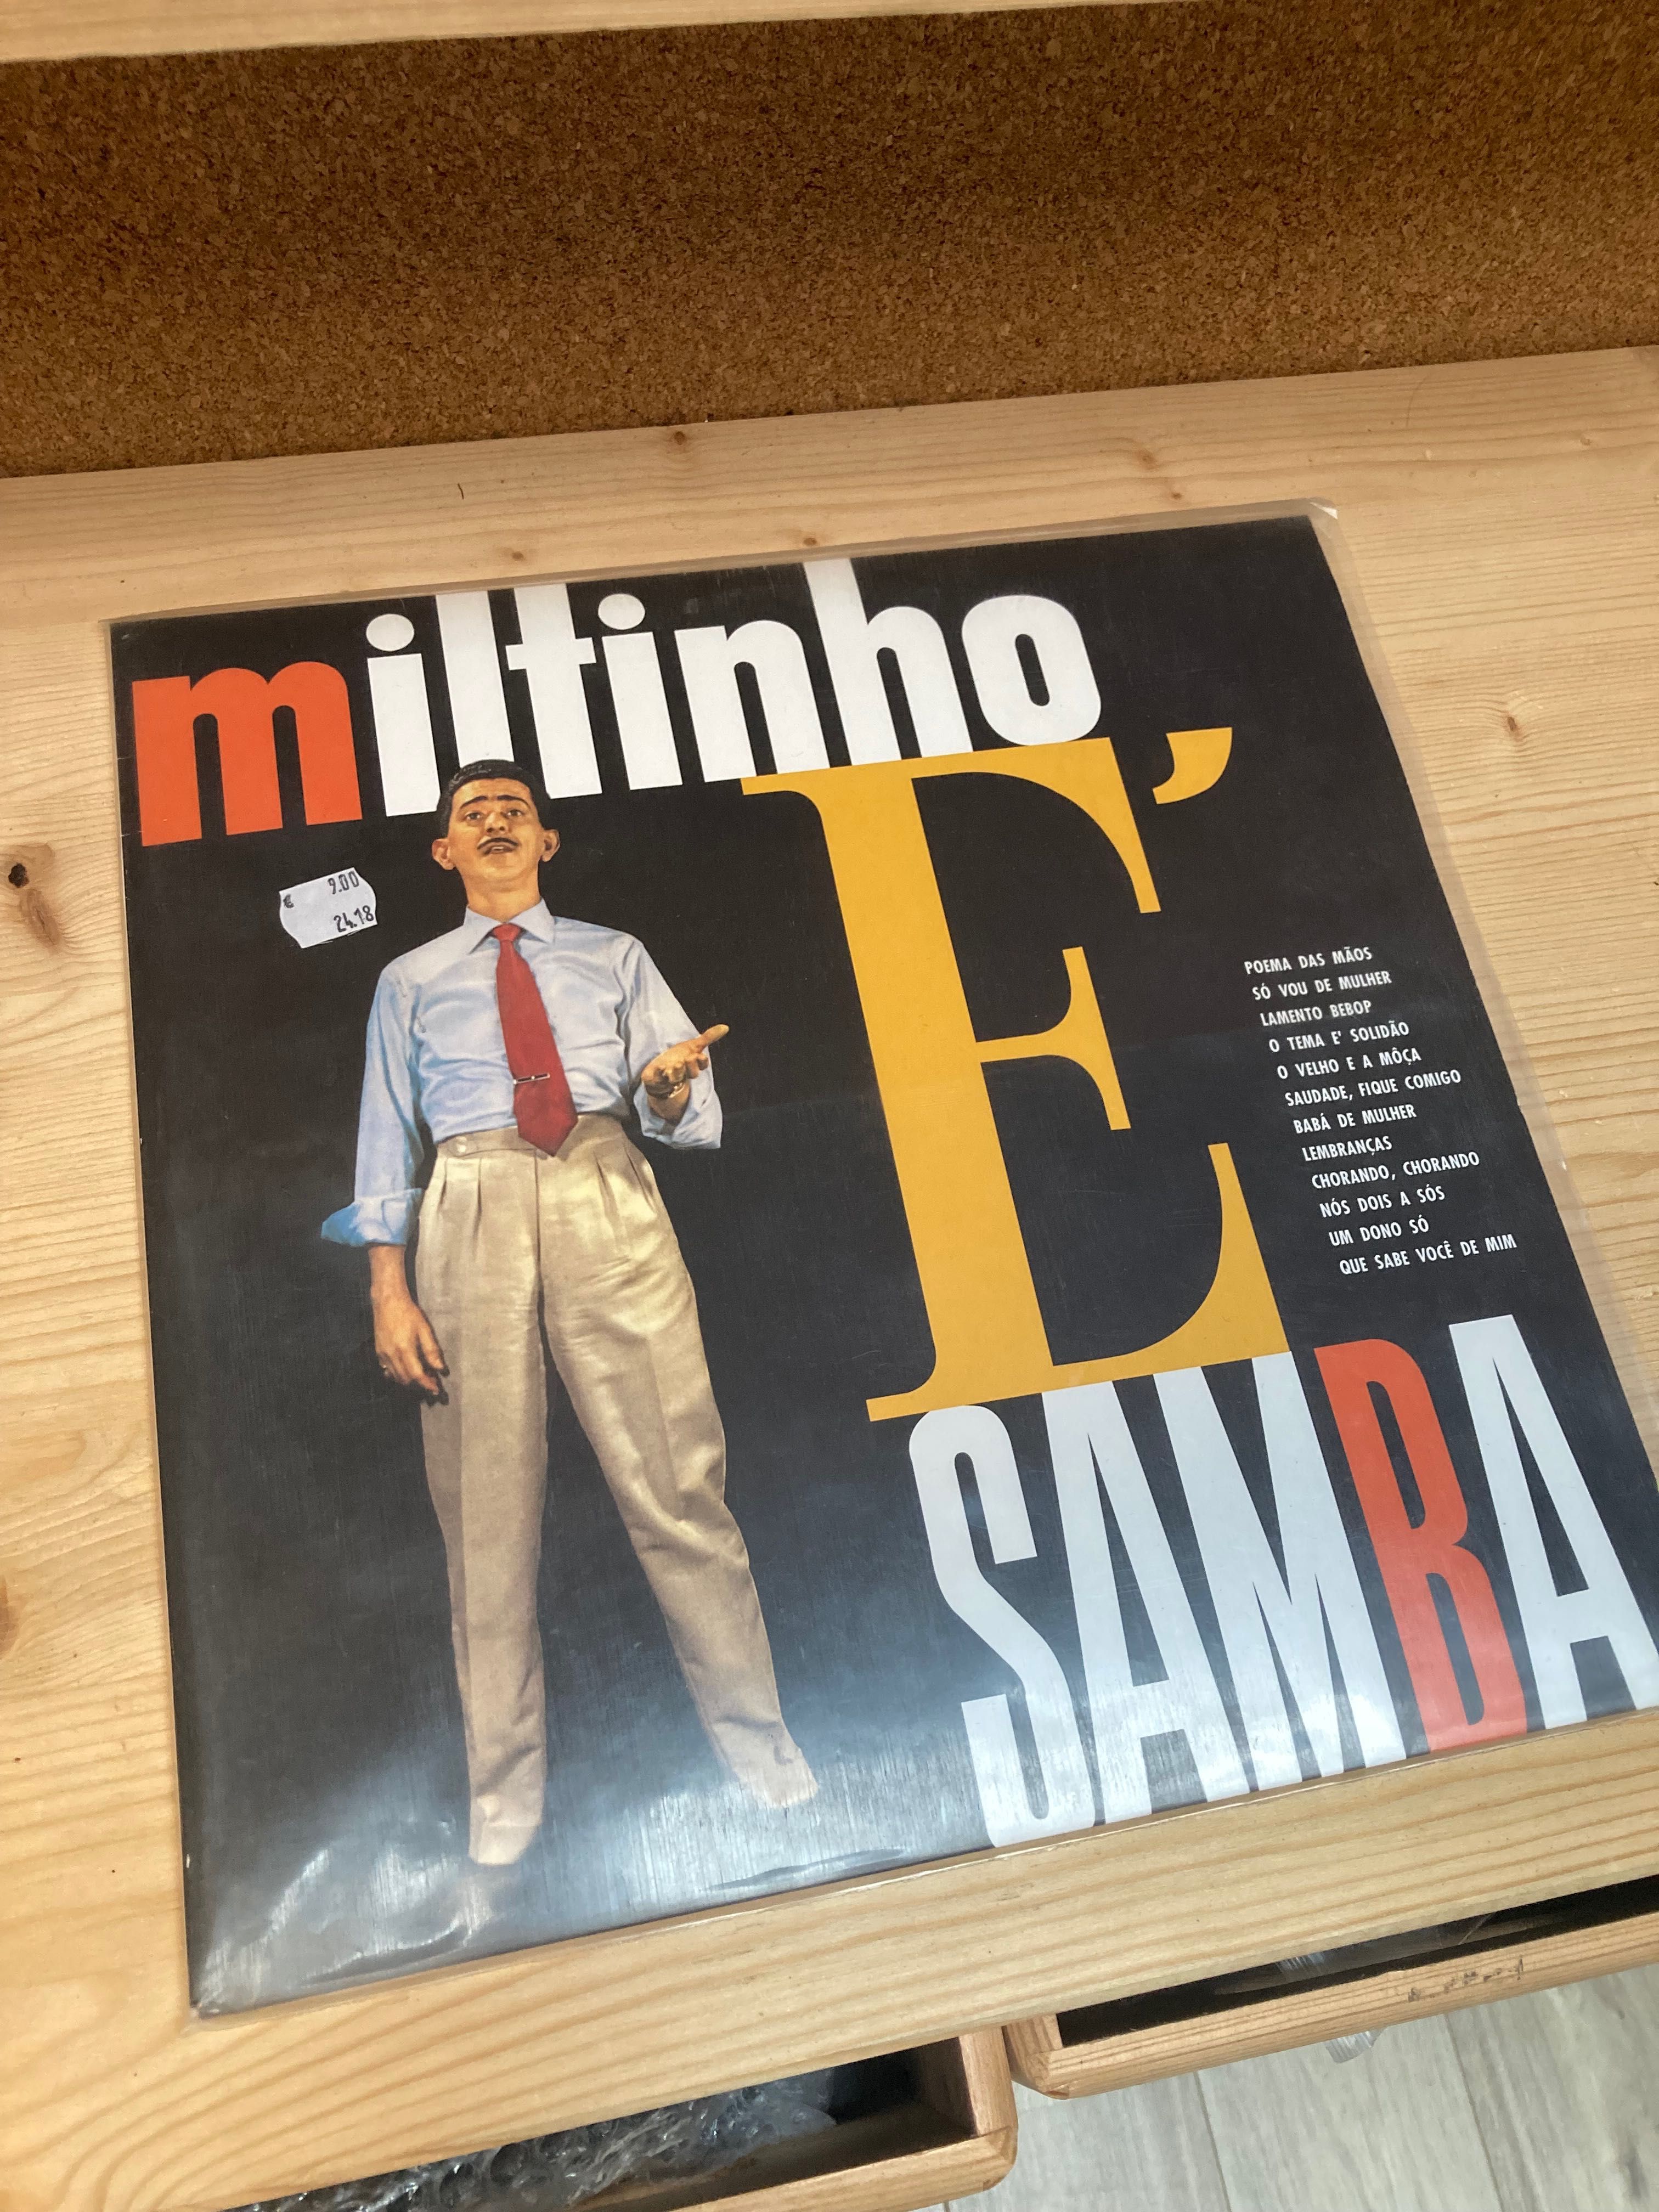 miltinho
E'
€ 9.00
24.18
POEMA DAS MÃOS
SÓ VOU DE MULHER
LAMENTO BEBOP
O TEMA E' SOLIDÃO
O VELHO E A MÔÇA
SAUDADE, FIQUE COMIGO
BABÁ DE MULHER
LEMBRANÇAS
CHORANDO, CHORANDO
NÓS DOIS A SÓS
UM DONO SÓ
QUE SABE VOCÊ DE MIM
SAMBA